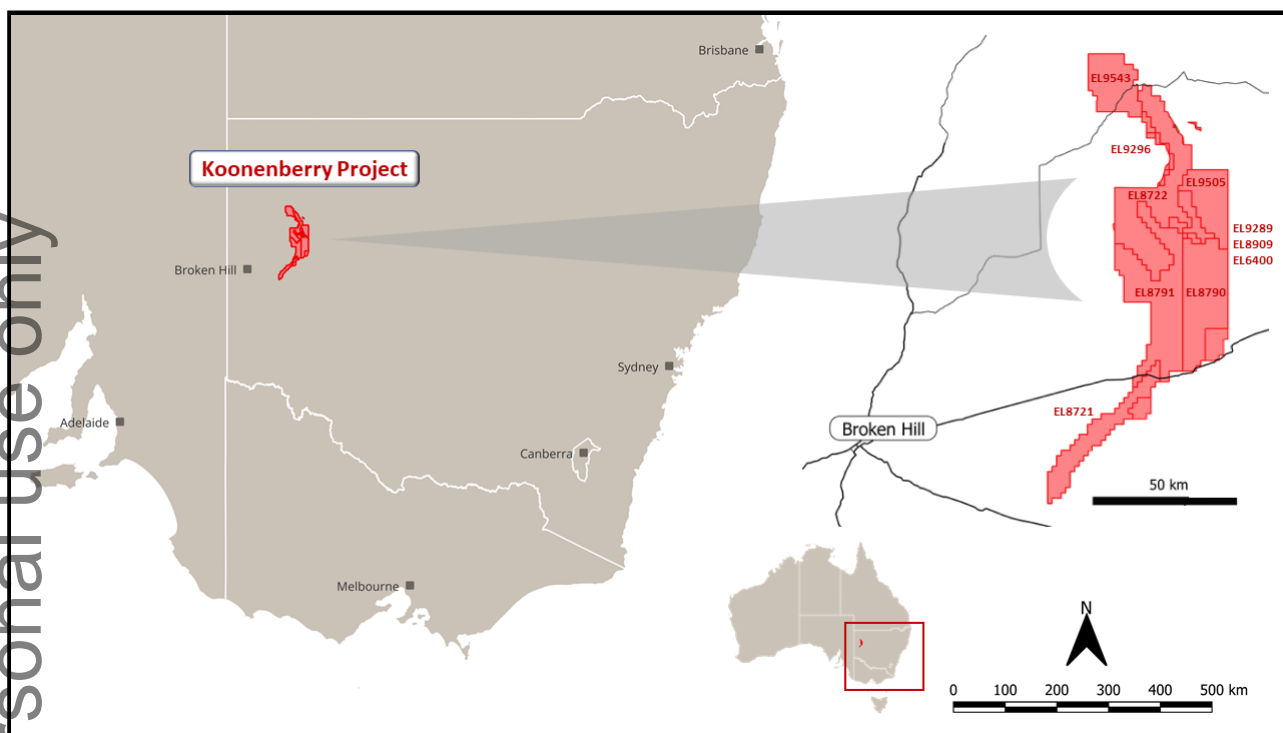 Brisbane
Koonenberry Project
Broken Hill
Sydney
Adelaide
Canberra
Melbourne
EL9543
EL9296
EL9505
EL8722
EL9289
EL8909
EL6400
EL8791
EL8790
EL8721
Broken Hill
50 km
N
0 100 200 300 400 500 km
sonal use only